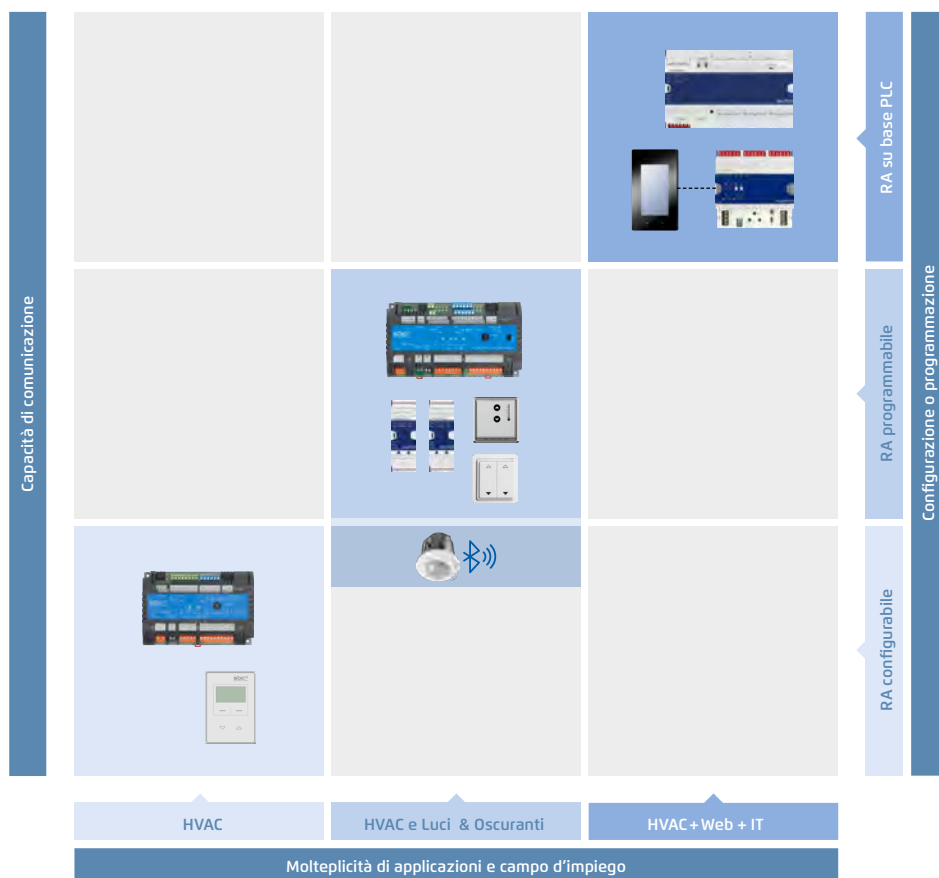 Capacità di comunicazione
RA su base PLC
RA programmabile
RA configurabile
Configurazione o programmazione
HVAC
HVAC e Luci & Oscuranti
HVAC+Web + IT
Molteplicità di applicazioni e campo d'impiego